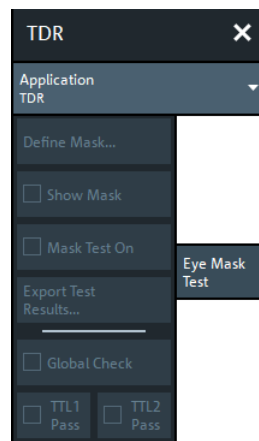 TDR
Application
TDR
Define Mask...
Show Mask
Mask Test On
Eye Mask
Test
Export Test
Results...
Global Check
TTL1
Pass
TTL2
Pass